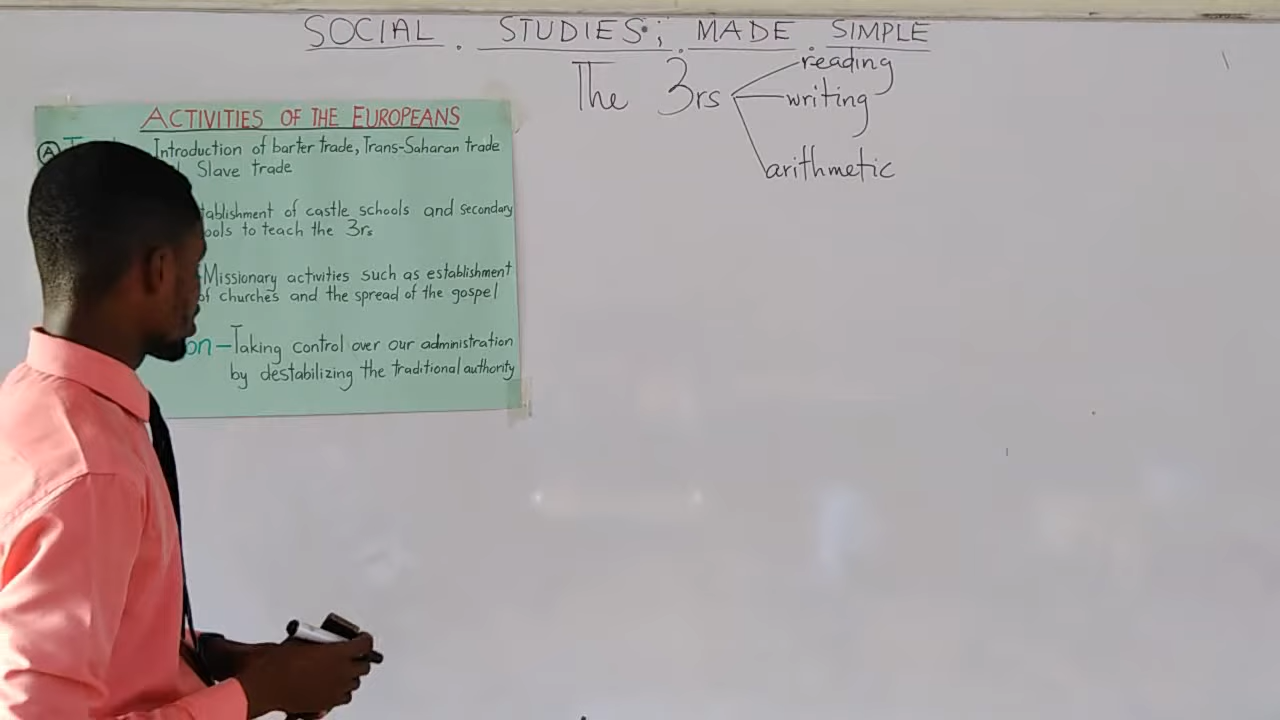 SOCIAL . STUDIES; . MADE . SIMPLE
The 3rs
reading
writing
arithmetic
ACTIVITIES OF THE EUROPEANS
A
Introduction of barter trade, Trans-Saharan trade
Slave trade
tablishment of castle schools and secondary
ools to teach the 3rs
Missionary activities such as establishment
of churches and the spread of the gospel
on - Taking control over our administration
by destabilizing the traditional authority